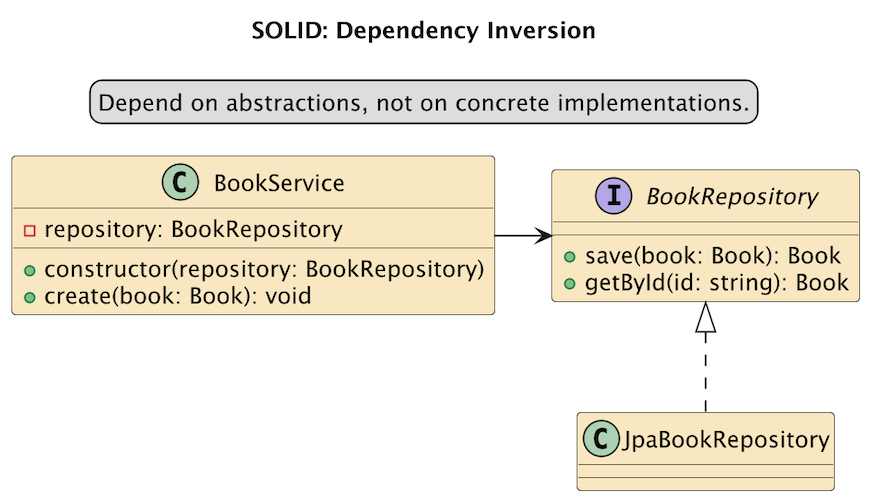 SOLID: Dependency Inversion
Depend on abstractions, not on concrete implementations.
C BookService
repository: BookRepository
constructor(repository: BookRepository)
create(book: Book): void
I BookRepository
save(book: Book): Book
getById(id: string): Book
C JpaBookRepository